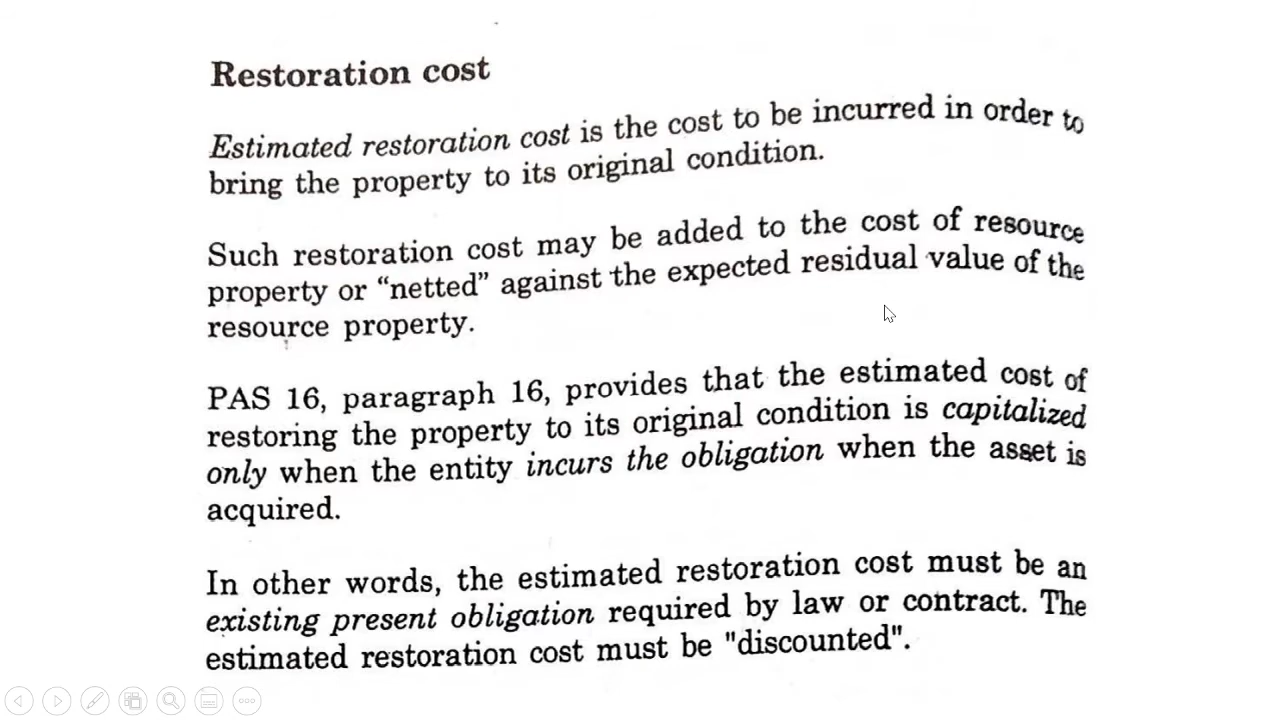 Restoration cost
Estimated restoration cost is the cost to be incurred in order to
bring the property to its original condition.
Such restoration cost may be added to the cost of resource
property or “netted” against the expected residual value of the
resource property.
PAS 16, paragraph 16, provides that the estimated cost of
restoring the property to its original condition is capitalized
only when the entity incurs the obligation when the asset is
acquired.
In other words, the estimated restoration cost must be an
existing present obligation required by law or contract. The
estimated restoration cost must be "discounted".